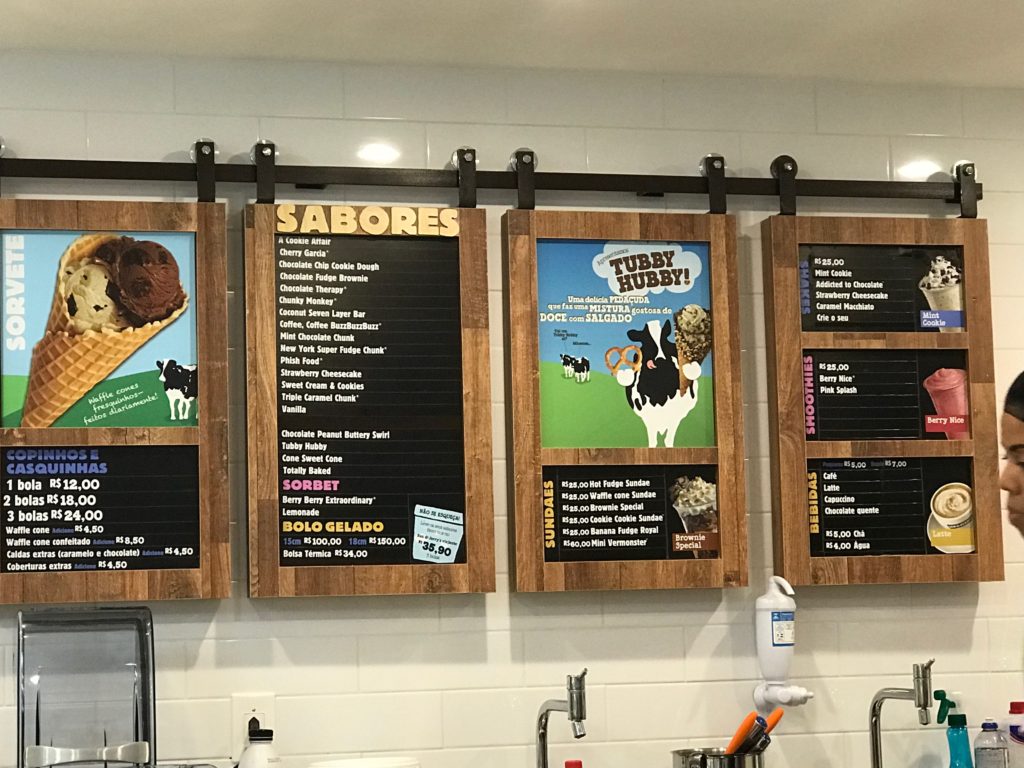 SORVETE
Waffle cones
fresquinhos—
feitos diariamente!
COPINHOS E
CASQUINHAS
1 bola R$12,00
2 bolas R$18,00
3 bolas R$24,00
Waffle cone Adicione R$4,50
Waffle cone confeitado Adicione R$8,50
Caldas extras (caramelo e chocolate) Adicione R$4,50
Coberturas extras Adicione R$4,50
SABORES
A Cookie Affair
Cherry Garcia*
Chocolate Chip Cookie Dough
Chocolate Fudge Brownie
Chocolate Therapy*
Chunky Monkey*
Coconut Seven Layer Bar
Coffee, Coffee BuzzBuzzBuzz*
Mint Chocolate Chunk
New York Super Fudge Chunk*
Phish Food*
Strawberry Cheesecake
Sweet Cream & Cookies
Triple Caramel Chunk*
Vanilla
Chocolate Peanut Buttery Swirl
Tubby Hubby
Cone Sweet Cone
Totally Baked
SORBET
Berry Berry Extraordinary*
Lemonade
BOLO GELADO
15cm R$100,00 18cm R$150,00
Bolsa Térmica R$34,00
NÃO SE ESQUEÇA!
R$35,90
Apresentamos
TUBBY
HUBBY!
Uma delícia PEDAÇUDA
que faz uma MISTURA gostosa de
DOCE com SALGADO
SUNDAES
R$25,00 Hot Fudge Sundae
R$25,00 Waffle cone Sundae
R$25,00 Brownie Special
R$25,00 Cookie Cookie Sundae
R$25,00 Banana Fudge Royal
R$60,00 Mini Vermonster
Brownie
Special
SHAKES
R$25,00
Mint Cookie
Addicted to Chocolate
Strawberry Cheesecake
Caramel Macchiato
Crie o seu
Mint
Cookie
SMOOTHIES
R$25,00
Berry Nice*
Pink Splash
Berry Nice
BEBIDAS
R$5,00 R$7,00
Café
Latte
Capuccino
Chocolate quente
R$5,00 Chá
R$4,00 Água
Latte